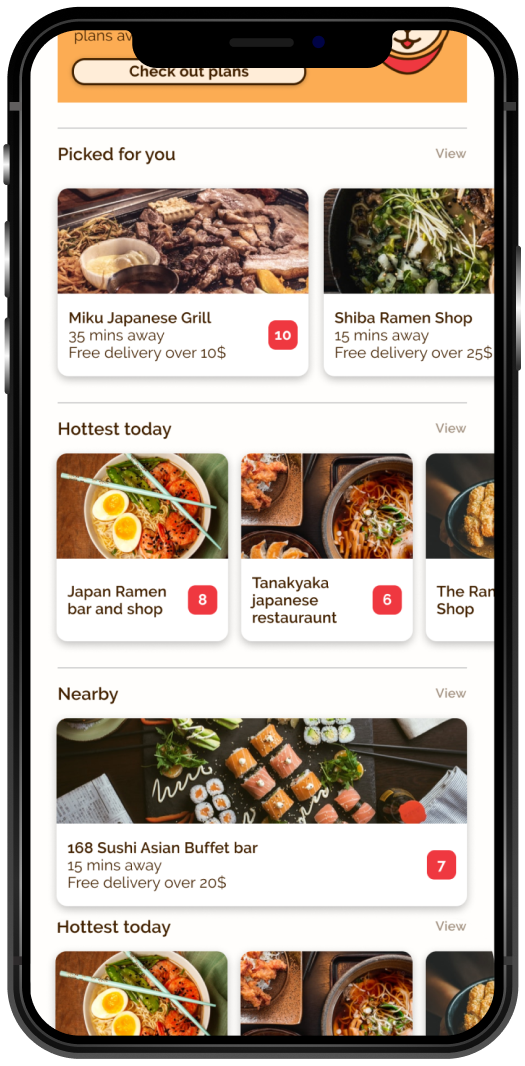 plans av
Check out plans
Picked for you
View
Miku Japanese Grill
35 mins away
Free delivery over 10$
10
Shiba Ramen Shop
15 mins away
Free delivery over 25$
Hottest today
View
Japan Ramen
bar and shop
8
Tanakyaka
japanese
restauraunt
6
The Ran
Shop
Nearby
View
168 Sushi Asian Buffet bar
15 mins away
Free delivery over 20$
7
Hottest today
View